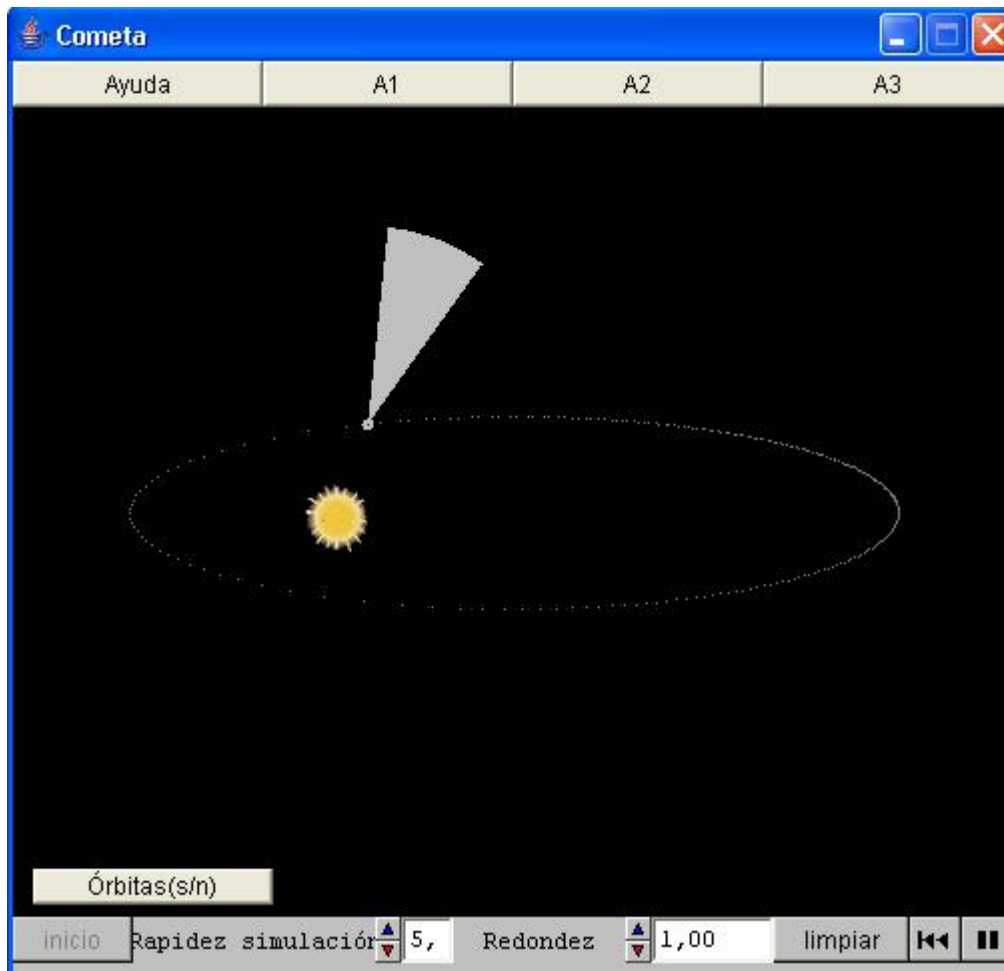 Cometa
Ayuda A1 A2 A3
Órbitas(s/n)
inicio Rapidez simulación 5, Redondez 1,00 limpiar